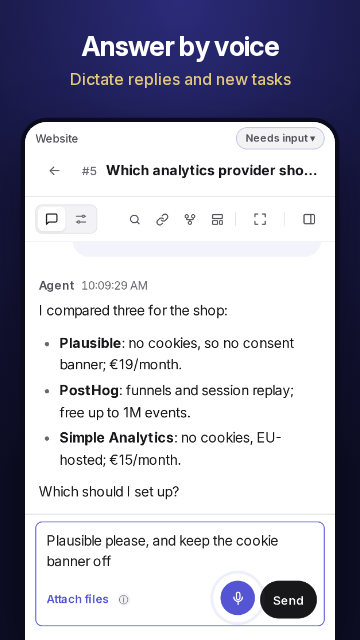 Answer by voice
Dictate replies and new tasks
Website
Needs input ▾
← #5 Which analytics provider sho...
Agent 10:09:29 AM
I compared three for the shop:
• Plausible: no cookies, so no consent
banner; €19/month.
• PostHog: funnels and session replay;
free up to 1M events.
• Simple Analytics: no cookies, EU-
hosted; €15/month.
Which should I set up?
Plausible please, and keep the cookie
banner off
Attach files ⓘ
Send